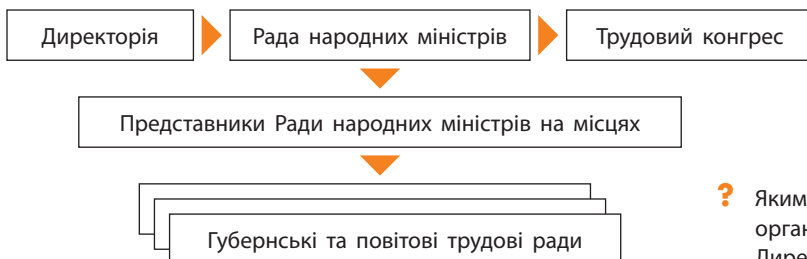 Директорія
Рада народних міністрів
Трудовий конгрес
Представники Ради народних міністрів на місцях
Губернські та повітові трудові ради
? Яким
орган